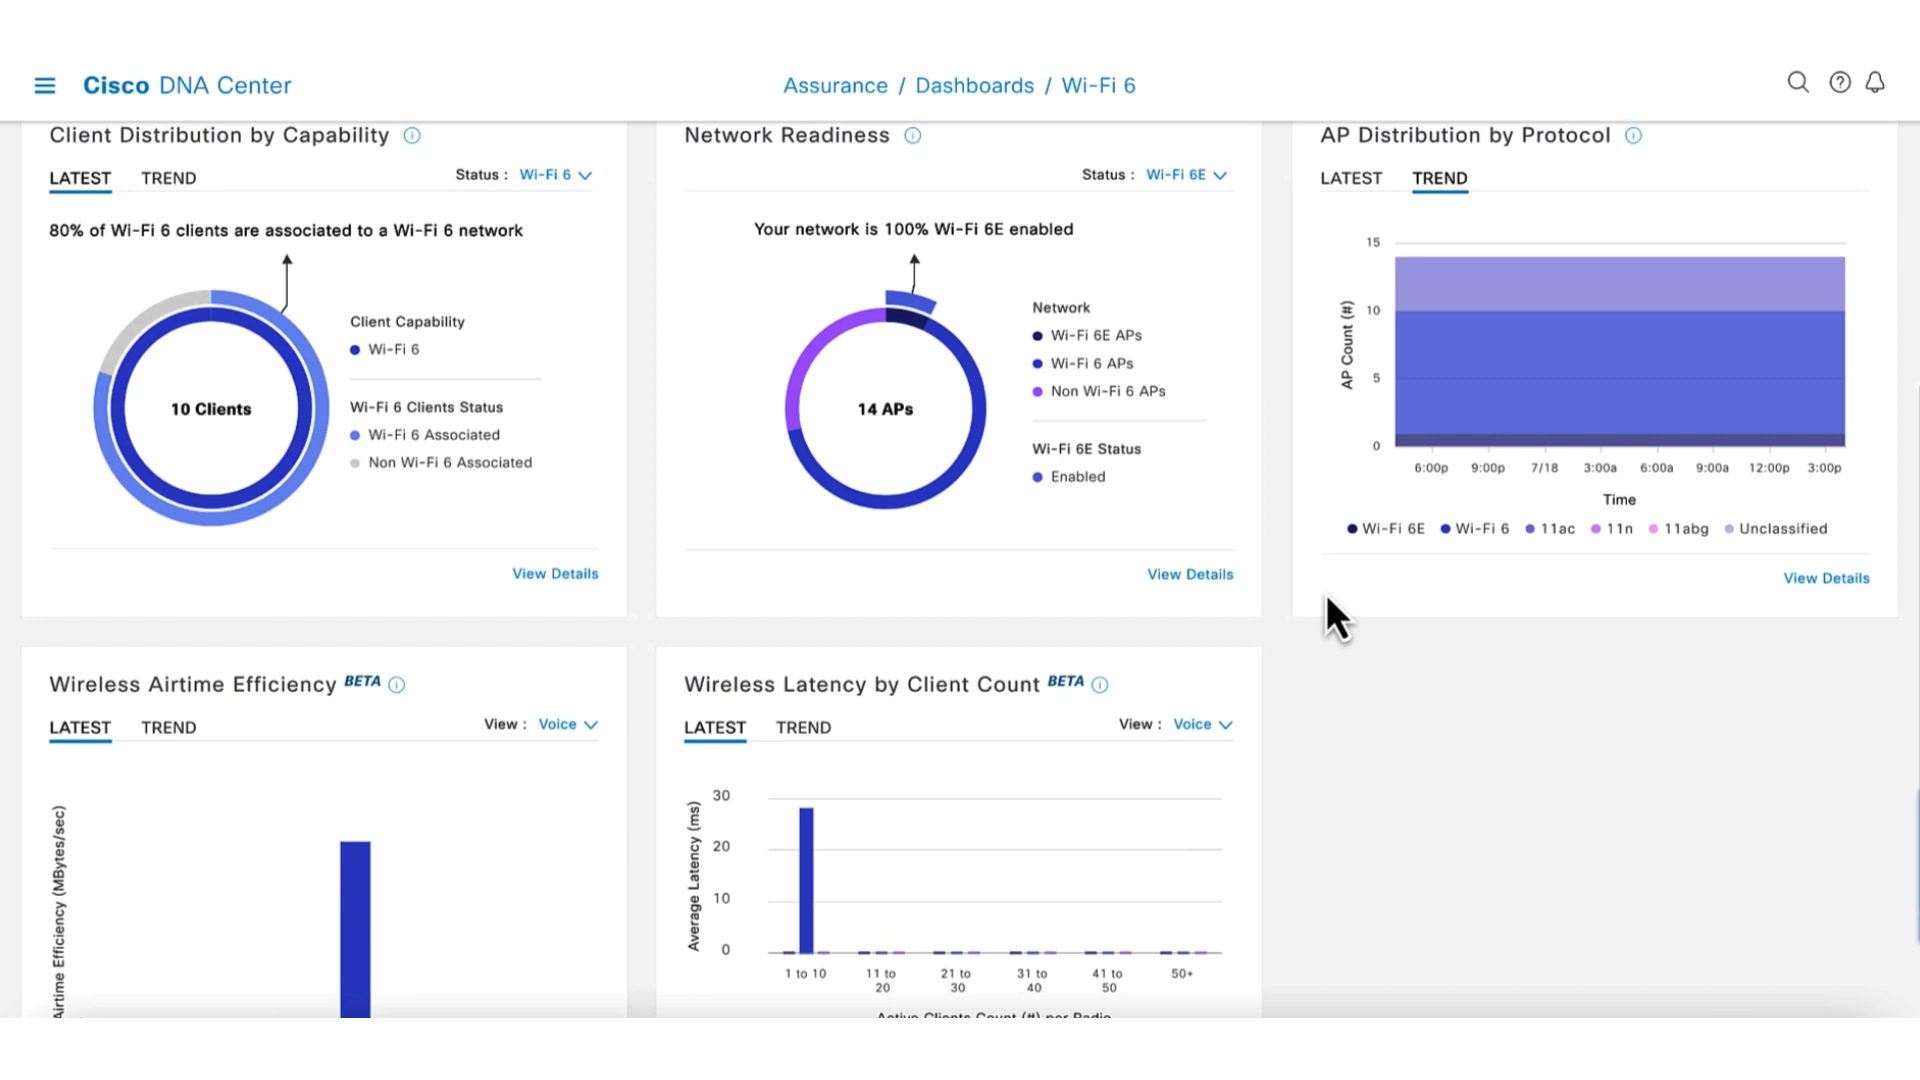 Cisco DNA Center
Assurance / Dashboards / Wi-Fi 6
Client Distribution by Capability
LATEST TREND
Status : Wi-Fi 6
80% of Wi-Fi 6 clients are associated to a Wi-Fi 6 network
10 Clients
Client Capability
Wi-Fi 6
Wi-Fi 6 Clients Status
Wi-Fi 6 Associated
Non Wi-Fi 6 Associated
View Details
Network Readiness
Status : Wi-Fi 6E
Your network is 100% Wi-Fi 6E enabled
14 APs
Network
Wi-Fi 6E APs
Wi-Fi 6 APs
Non Wi-Fi 6 APs
Wi-Fi 6E Status
Enabled
View Details
AP Distribution by Protocol
LATEST TREND
AP Count (#)
15
10
5
0
6:00p 9:00p 7/18 3:00a 6:00a 9:00a 12:00p 3:00p
Time
Wi-Fi 6E Wi-Fi 6 11ac 11n 11abg Unclassified
View Details
Wireless Airtime Efficiency BETA
LATEST TREND
View : Voice
Airtime Efficiency (MBytes/sec)
Wireless Latency by Client Count BETA
LATEST TREND
View : Voice
Average Latency (ms)
30
20
10
0
1 to 10 11 to 20 21 to 30 31 to 40 41 to 50 50+
Active Clients Count (#) per Radio